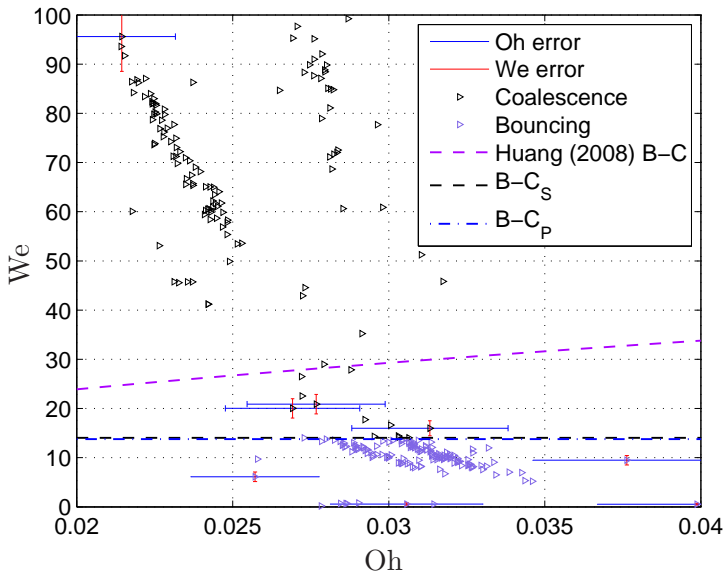 100
90
80
70
60
50
40
30
20
10
0
We
0.02
0.025
0.03
0.035
0.04
Oh
Oh error
We error
Coalescence
Bouncing
Huang (2008) B−C
B−C_S
B−C_P